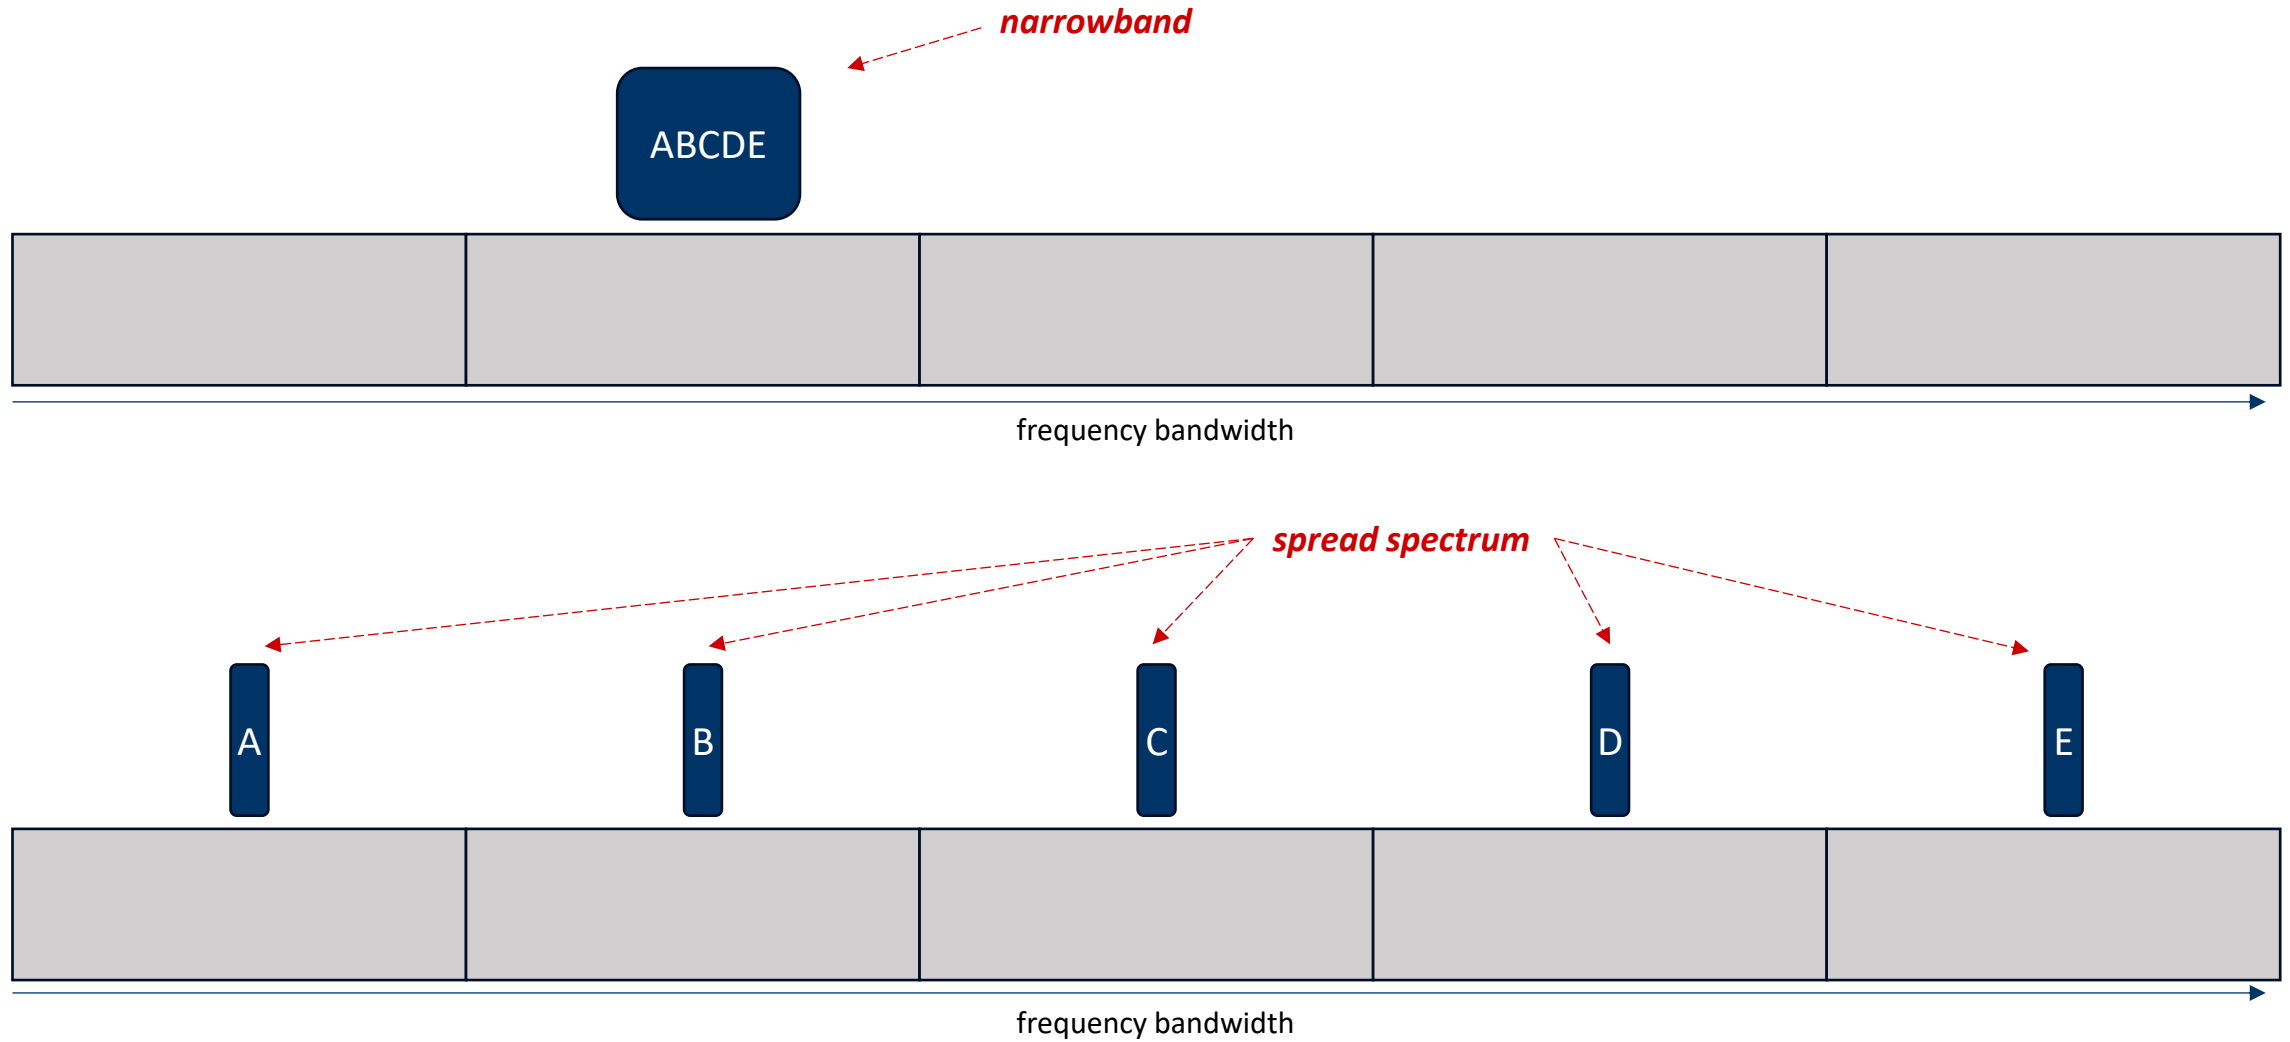 narrowband
ABCDE
frequency bandwidth
spread spectrum
A
B
C
D
E
frequency bandwidth